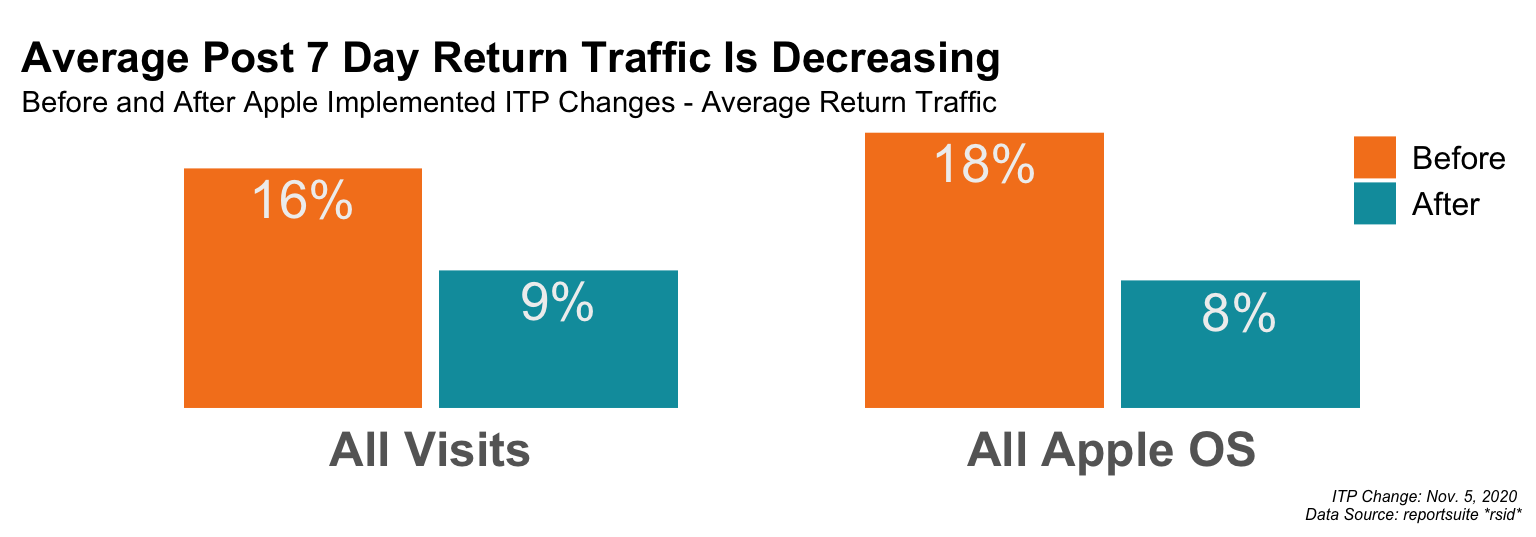 Average Post 7 Day Return Traffic Is Decreasing
Before and After Apple Implemented ITP Changes - Average Return Traffic
16%
9%
18%
8%
Before
After
All Visits
All Apple OS
ITP Change: Nov. 5, 2020
Data Source: reportsuite *rsid*